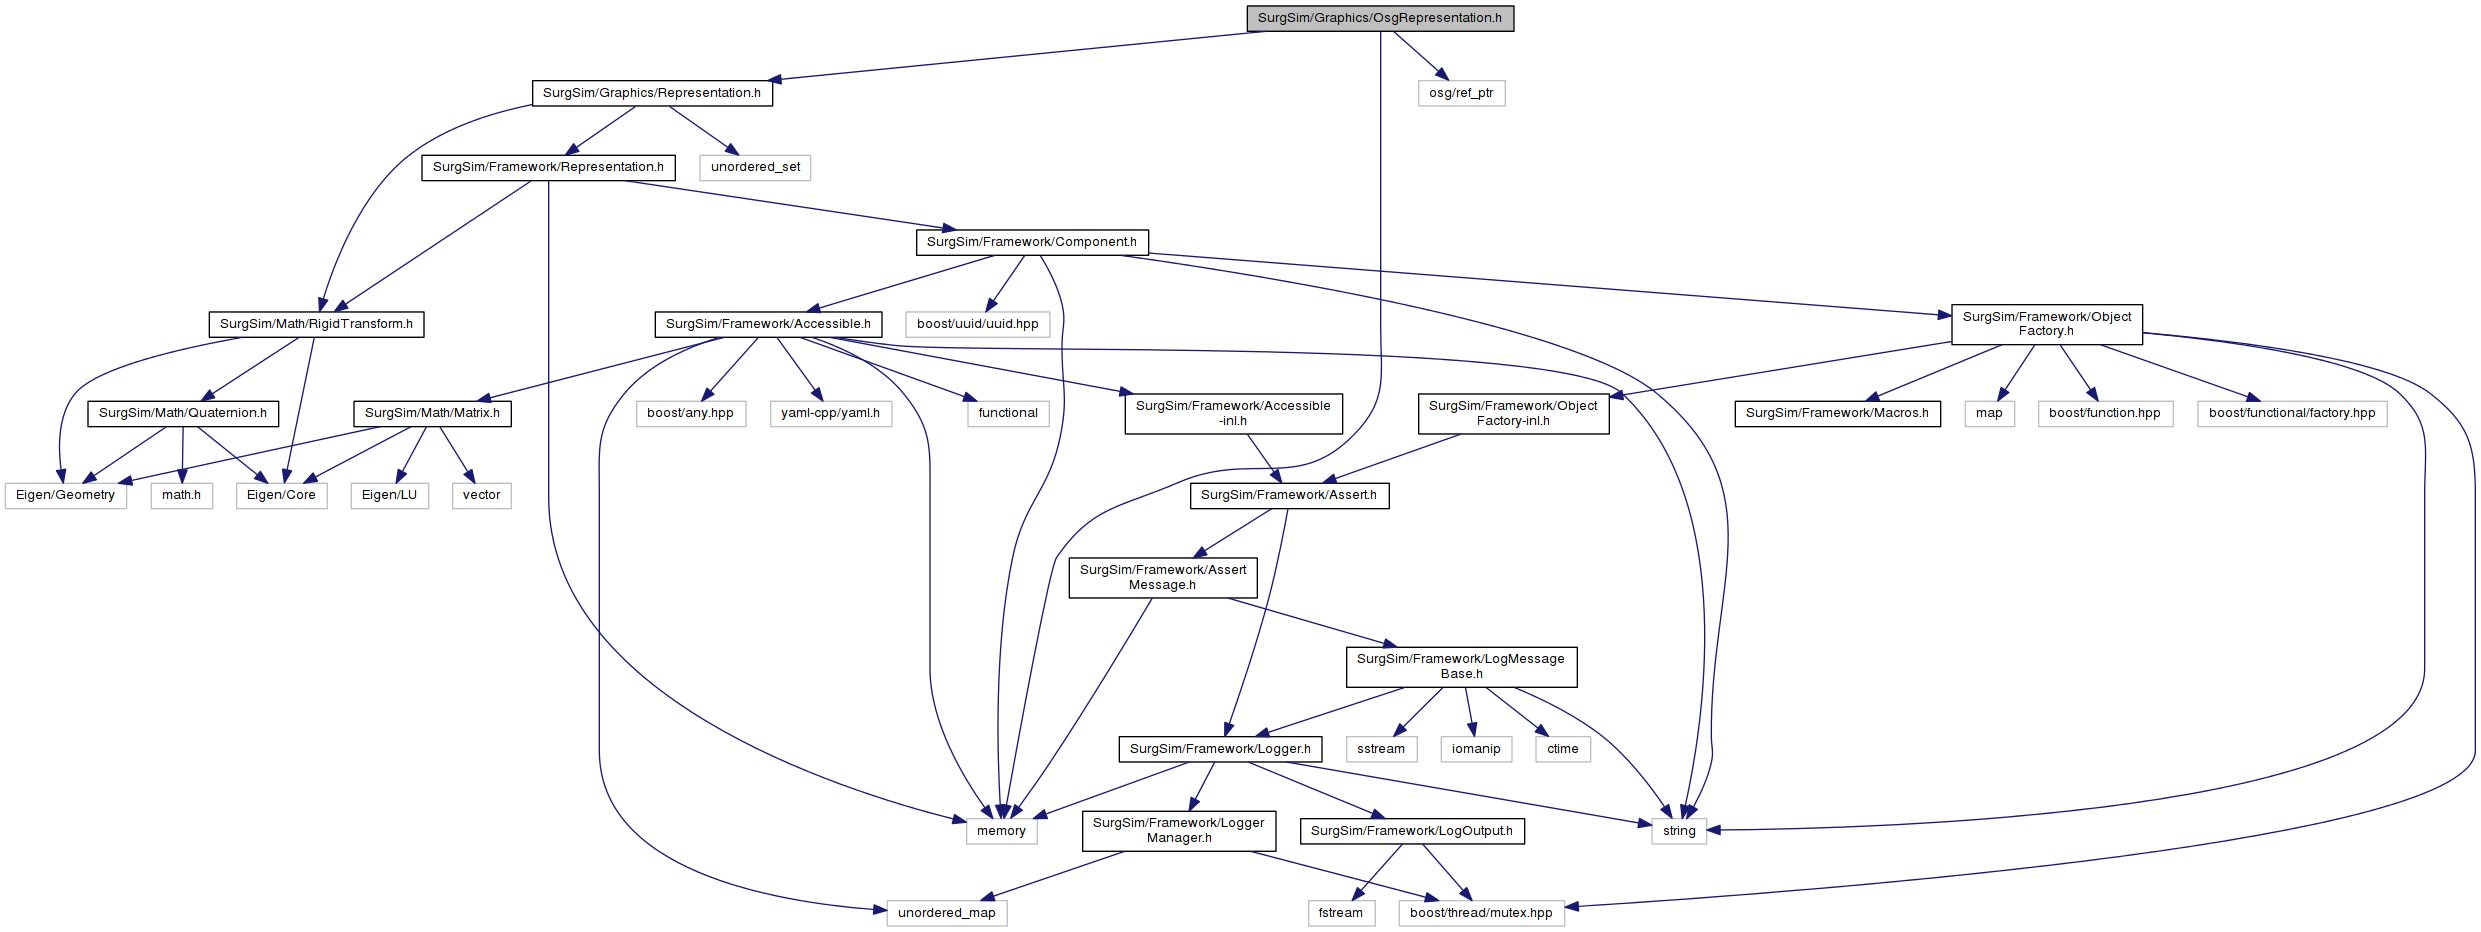 SurgSim/Graphics/OsgRepresentation.h
SurgSim/Graphics/Representation.h
osg/ref_ptr
SurgSim/Framework/Representation.h
unordered_set
SurgSim/Framework/Component.h
SurgSim/Math/RigidTransform.h
SurgSim/Framework/Accessible.h
boost/uuid/uuid.hpp
SurgSim/Framework/Object
Factory.h
SurgSim/Math/Quaternion.h
SurgSim/Math/Matrix.h
boost/any.hpp
yaml-cpp/yaml.h
functional
SurgSim/Framework/Accessible
-inl.h
SurgSim/Framework/Object
Factory-inl.h
SurgSim/Framework/Macros.h
map
boost/function.hpp
boost/functional/factory.hpp
Eigen/Geometry
math.h
Eigen/Core
Eigen/LU
vector
SurgSim/Framework/Assert.h
SurgSim/Framework/Assert
Message.h
SurgSim/Framework/LogMessage
Base.h
SurgSim/Framework/Logger.h
sstream
iomanip
ctime
memory
SurgSim/Framework/Logger
Manager.h
SurgSim/Framework/LogOutput.h
string
unordered_map
fstream
boost/thread/mutex.hpp